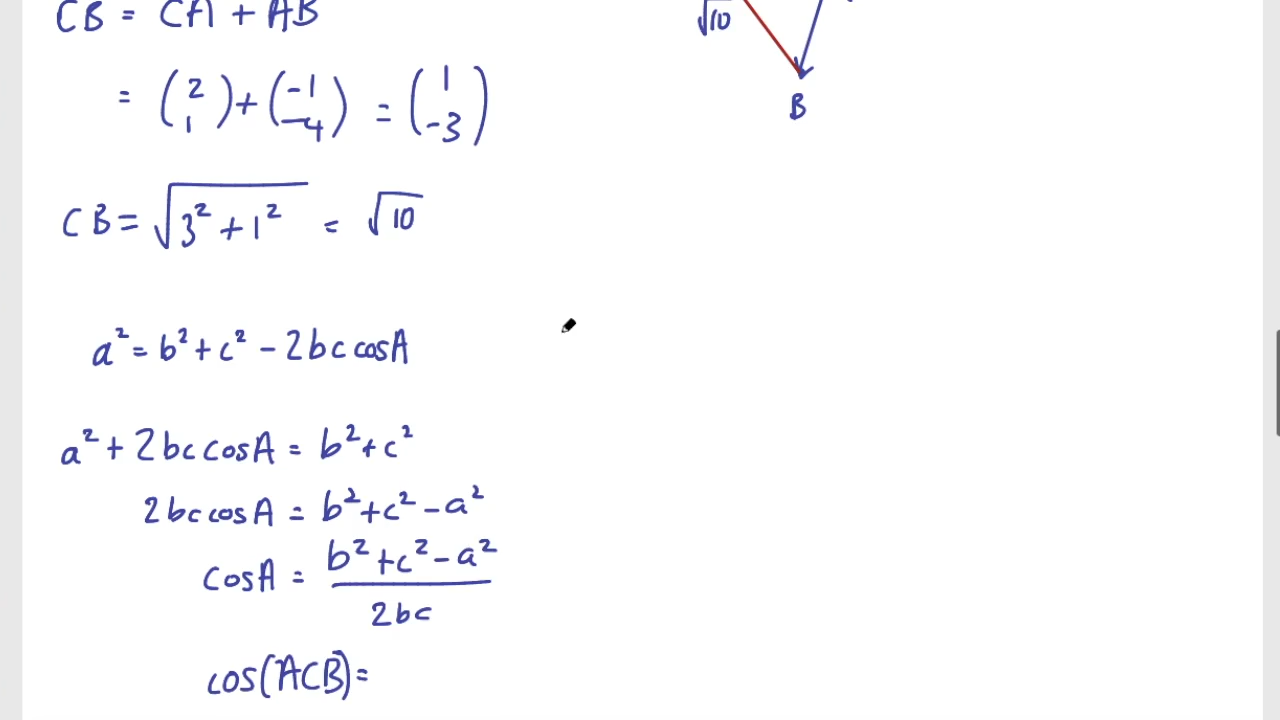 CB = CA + AB
√10
= (2 1) + (-1 -4) = (1 -3)
B
CB = √3² + 1² = √10
a² = b² + c² - 2bc cosA
a² + 2bc cosA = b² + c²
2bc cosA = b² + c² - a²
cosA = b² + c² - a² / 2bc
cos(ACB) =